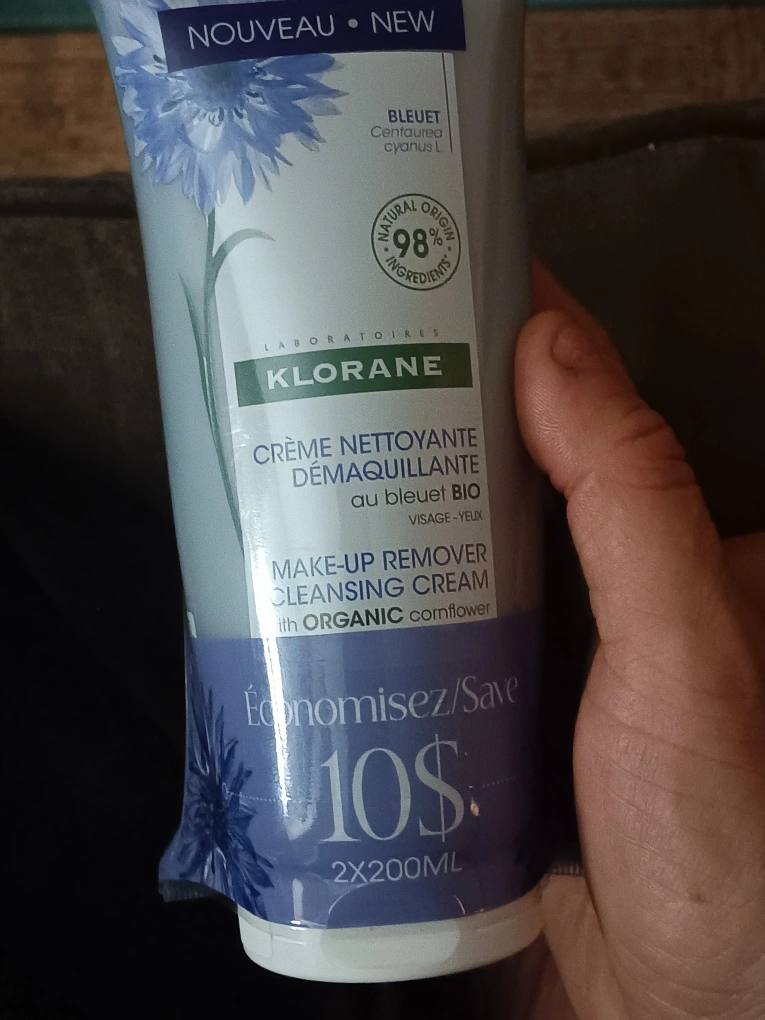 NOUVEAU • NEW
BLEUET
Centaurea
cyanus L.
• NATURAL ORIGIN •
98%
INGREDIENTS*
LABORATOIRES
KLORANE
CRÈME NETTOYANTE
DÉMAQUILLANTE
au bleuet BIO
VISAGE - YEUX
MAKE-UP REMOVER
CLEANSING CREAM
with ORGANIC cornflower
Économisez/Save
10$
2X200ML